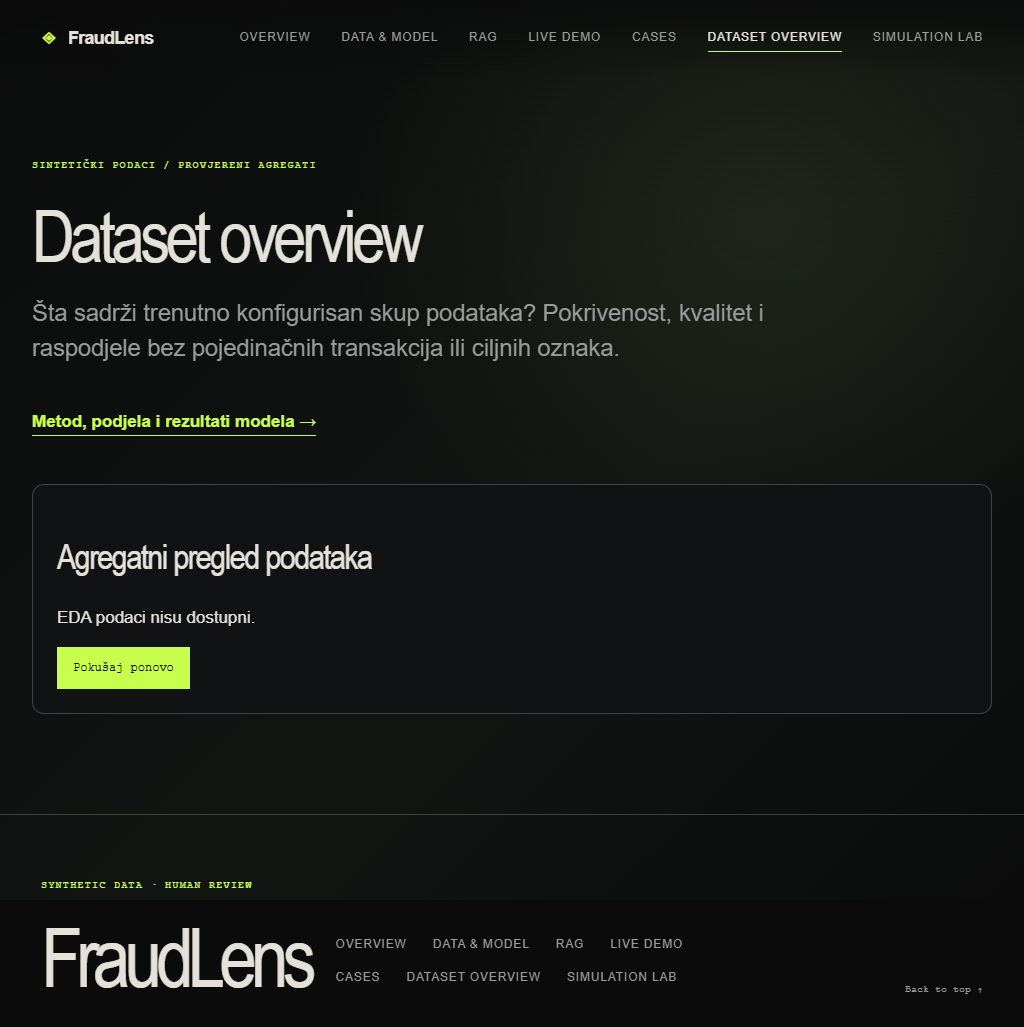 FraudLens
OVERVIEW
DATA & MODEL
RAG
LIVE DEMO
CASES
DATASET OVERVIEW
SIMULATION LAB
SINTETIČKI PODACI / PROVJERENI AGREGATI
Dataset overview
Šta sadrži trenutno konfigurisan skup podataka? Pokrivenost, kvalitet i
raspodjele bez pojedinačnih transakcija ili ciljnih oznaka.
Metod, podjela i rezultati modela →
Agregatni pregled podataka
EDA podaci nisu dostupni.
Pokušaj ponovo
SYNTHETIC DATA · HUMAN REVIEW
FraudLens
OVERVIEW
DATA & MODEL
RAG
LIVE DEMO
CASES
DATASET OVERVIEW
SIMULATION LAB
Back to top ↑